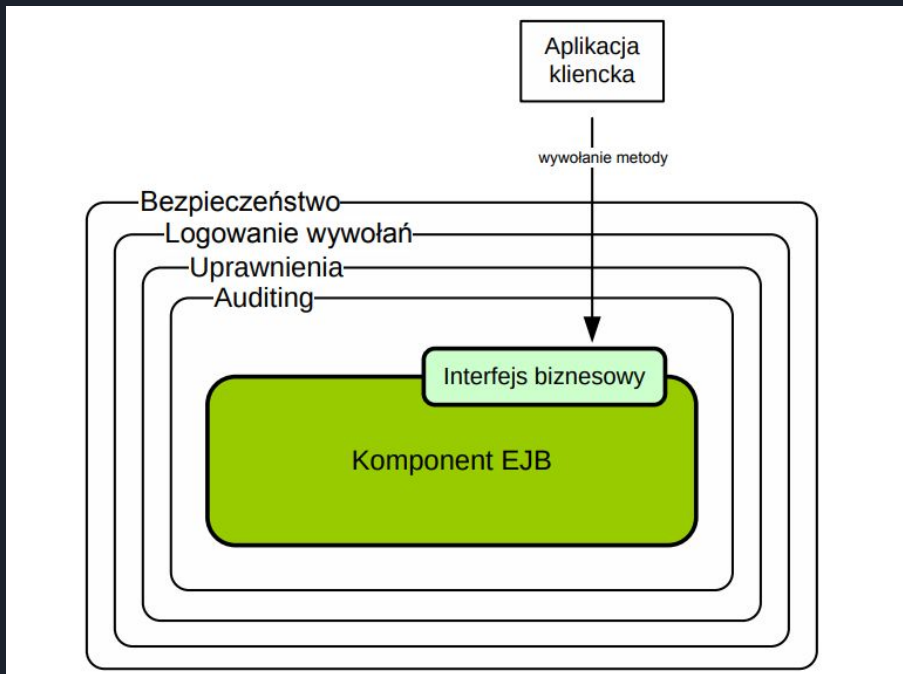 Aplikacja
kliencka
wywołanie metody
Bezpieczeństwo
Logowanie wywołań
Uprawnienia
Auditing
Interfejs biznesowy
Komponent EJB